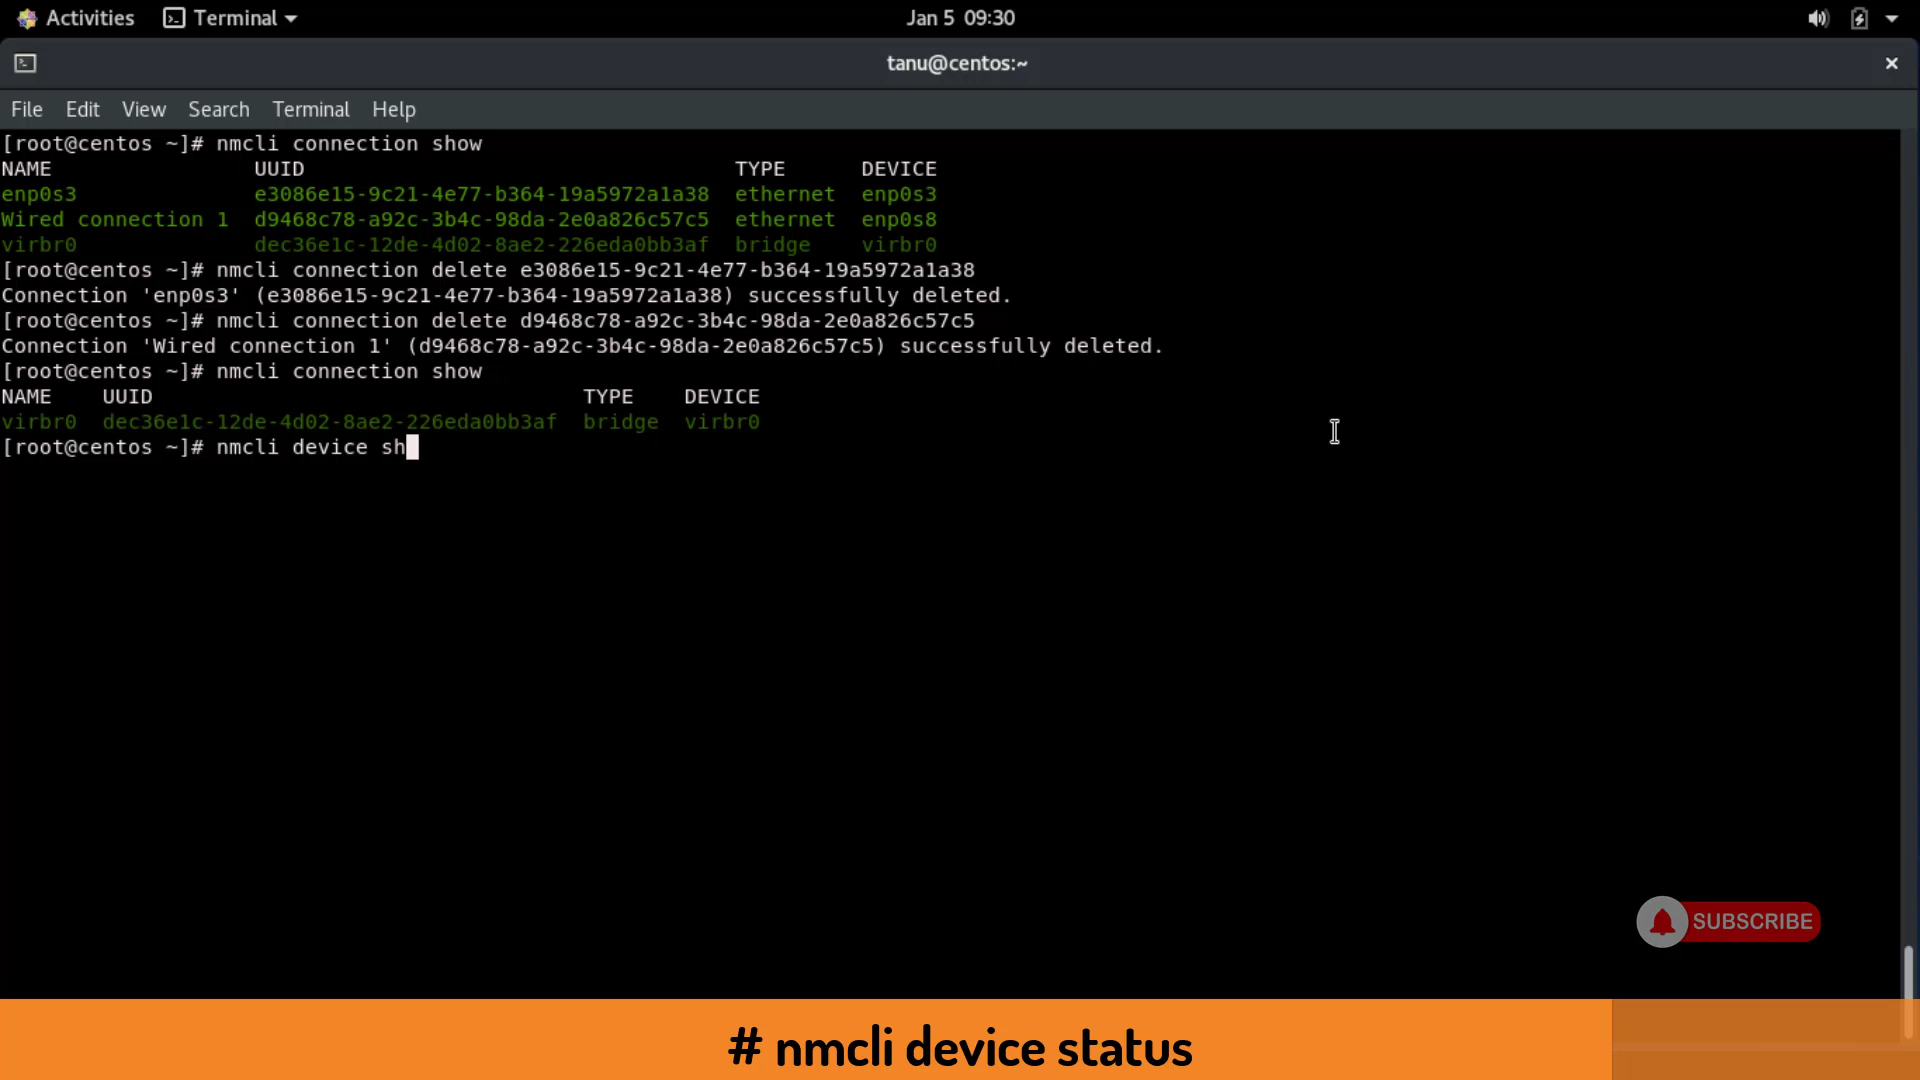 Activities Terminal Jan 5 09:30
tanu@centos:~
File Edit View Search Terminal Help
[root@centos ~]# nmcli connection show
NAME UUID TYPE DEVICE
enp0s3 e3086e15-9c21-4e77-b364-19a5972a1a38 ethernet enp0s3
Wired connection 1 d9468c78-a92c-3b4c-98da-2e0a826c57c5 ethernet enp0s8
virbr0 dec36e1c-12de-4d02-8ae2-226eda0bb3af bridge virbr0
[root@centos ~]# nmcli connection delete e3086e15-9c21-4e77-b364-19a5972a1a38
Connection 'enp0s3' (e3086e15-9c21-4e77-b364-19a5972a1a38) successfully deleted.
[root@centos ~]# nmcli connection delete d9468c78-a92c-3b4c-98da-2e0a826c57c5
Connection 'Wired connection 1' (d9468c78-a92c-3b4c-98da-2e0a826c57c5) successfully deleted.
[root@centos ~]# nmcli connection show
NAME UUID TYPE DEVICE
virbr0 dec36e1c-12de-4d02-8ae2-226eda0bb3af bridge virbr0
[root@centos ~]# nmcli device sh
SUBSCRIBE
# nmcli device status